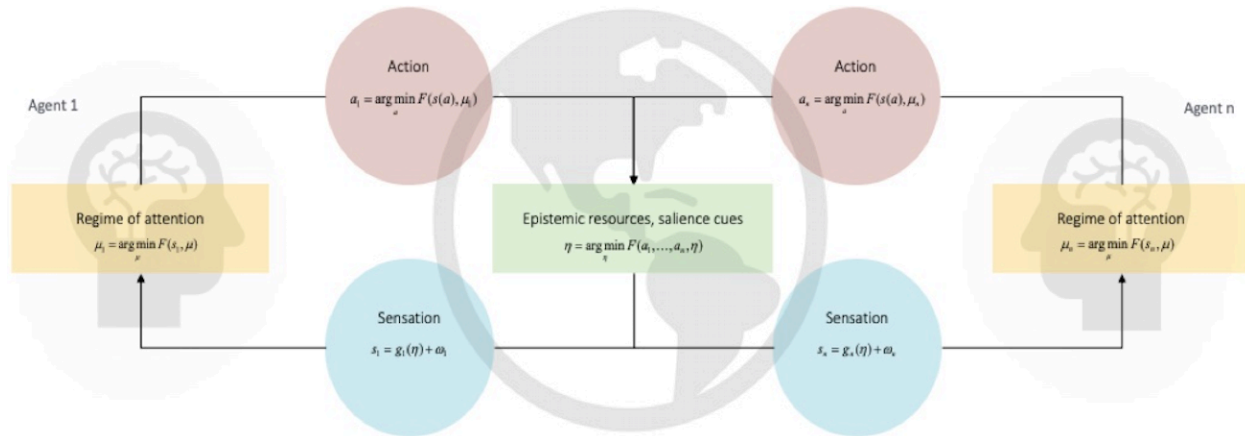 Agent 1
Action
a₁ = arg min F(s(a), μ₁)
a
Action
aₙ = arg min F(s(a), μₙ)
a
Agent n
Regime of attention
μ₁ = arg min F(s₁, μ)
μ
Epistemic resources, salience cues
η = arg min F(a₁,…,aₙ,η)
η
Regime of attention
μₙ = arg min F(sₙ, μ)
μ
Sensation
s₁ = g₁(η) + ω₁
Sensation
sₙ = gₙ(η) + ωₙ